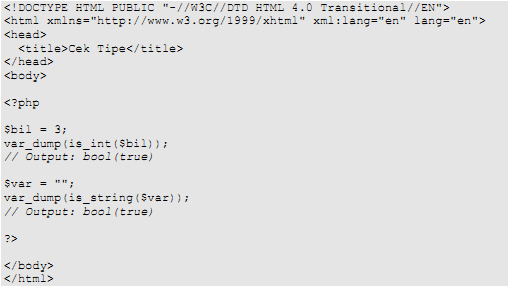 <!DOCTYPE HTML PUBLIC "-//W3C//DTD HTML 4.0 Transitional//EN">
<html xmlns="http://www.w3.org/1999/xhtml" xml:lang="en" lang="en">
<head>
  <title>Cek Tipe</title>
</head>
<body>

<?php

$bil = 3;
var_dump(is_int($bil));
// Output: bool(true)

$var = "";
var_dump(is_string($var));
// Output: bool(true)

?>

</body>
</html>